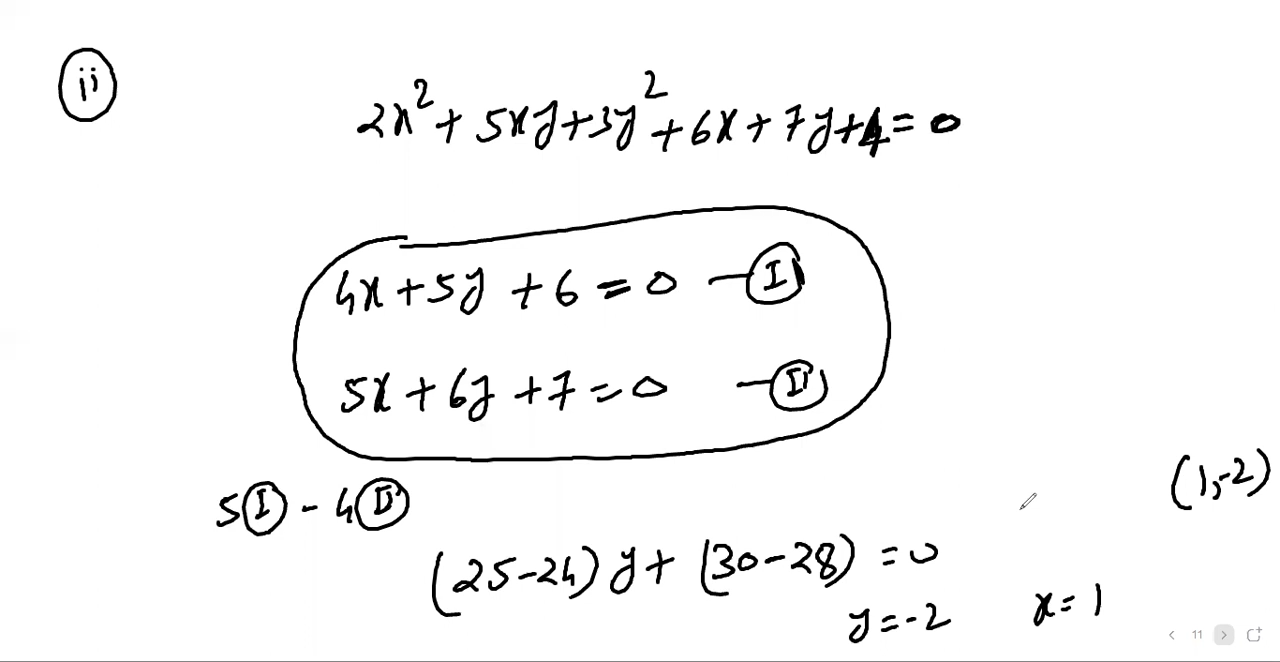 ii
2x² + 5xy + 3y² + 6x + 7y + 4 = 0
4x + 5y + 6 = 0 — I
5x + 6y + 7 = 0 — II
5 I - 4 II
(1,-2)
(25-24) y + (30-28) = 0
y = -2 x = 1
< 11 >